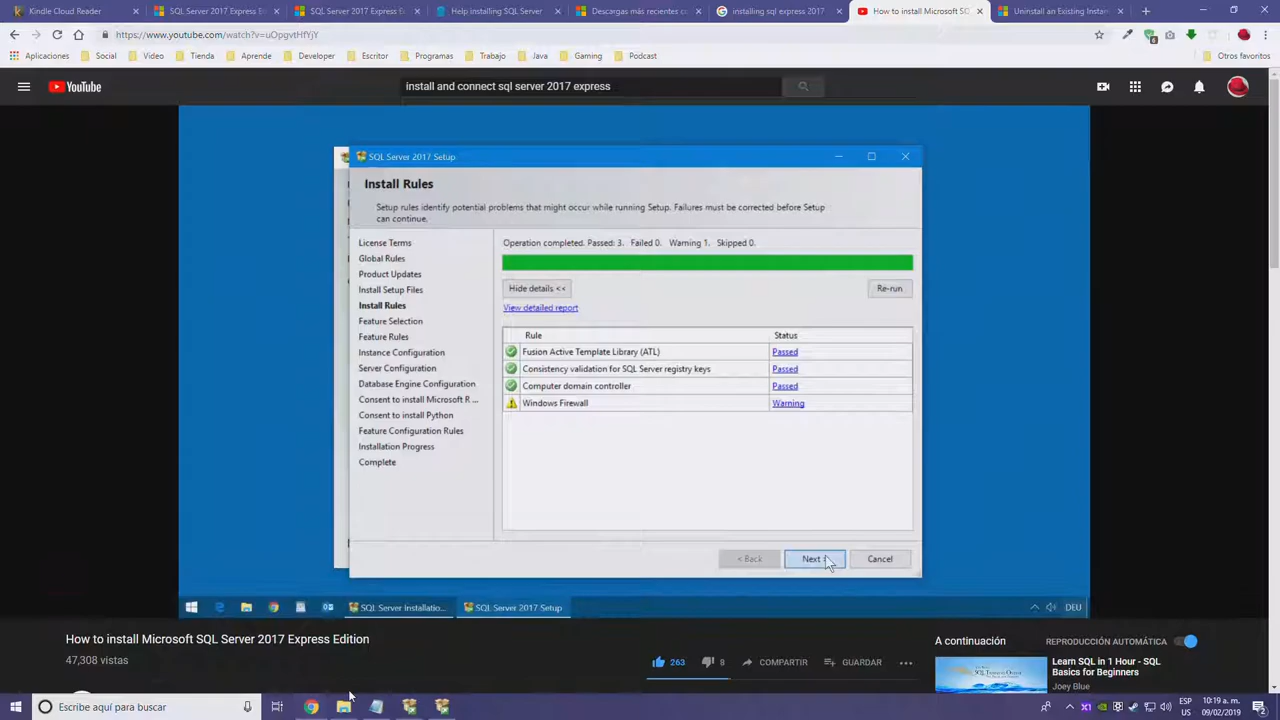 Kindle Cloud Reader
SQL Server 2017 Express E
SQL Server 2017 Express E
Help installing SQL Server
Descargas más recientes c
installing sql express 2017
How to install Microsoft SC
Uninstall an Existing Instan
https://www.youtube.com/watch?v=uOpgvtHfYjY
Aplicaciones
Social
Video
Tienda
Aprende
Developer
Escritor
Programas
Trabajo
Java
Gaming
Podcast
Otros favoritos
YouTube
install and connect sql server 2017 express
SQL Server 2017 Setup
Install Rules
Setup rules identify potential problems that might occur while running Setup. Failures must be corrected before Setup
can continue.
License Terms
Global Rules
Product Updates
Install Setup Files
Install Rules
Feature Selection
Feature Rules
Instance Configuration
Server Configuration
Database Engine Configuration
Consent to install Microsoft R ...
Consent to install Python
Feature Configuration Rules
Installation Progress
Complete
Operation completed. Passed: 3. Failed 0. Warning 1. Skipped 0.
Hide details <<
Re-run
View detailed report
Rule Status
Fusion Active Template Library (ATL) Passed
Consistency validation for SQL Server registry keys Passed
Computer domain controller Passed
Windows Firewall Warning
< Back
Next >
Cancel
SQL Server Installatio...
SQL Server 2017 Setup
DEU
How to install Microsoft SQL Server 2017 Express Edition
47,308 vistas
263
8
COMPARTIR
GUARDAR
A continuación
REPRODUCCIÓN AUTOMÁTICA
Learn SQL in 1 Hour - SQL
Basics for Beginners
Joey Blue
Escribe aquí para buscar
ESP
US
10:19 a.m.
09/02/2019
2